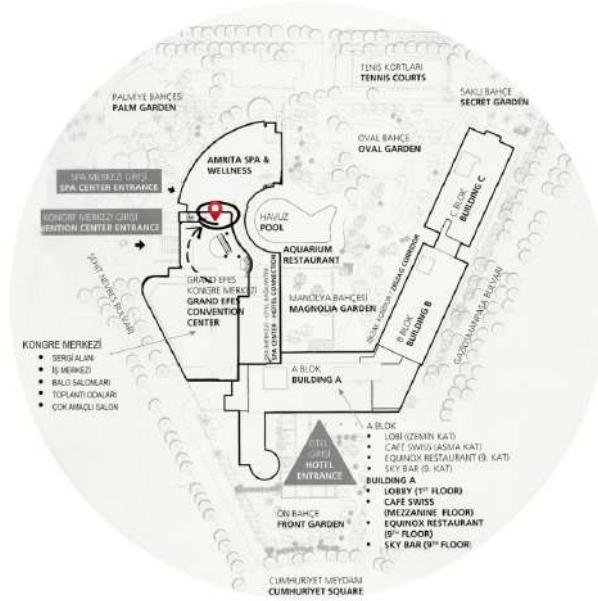 TENİS KORTLARI
TENNIS COURTS
PALMİYE BAHÇESİ
PALM GARDEN
SAKLI BAHÇE
SECRET GARDEN
OVAL BAHÇE
OVAL GARDEN
AMRITA SPA &
WELLNESS
SPA MERKEZİ GİRİŞİ
SPA CENTER ENTRANCE
KONGRE MERKEZİ GİRİŞİ
VENTION CENTER ENTRANCE
HAVUZ
POOL
C BLOK
BUILDING C
AQUARIUM
RESTAURANT
GRAND EFES
KONGRE MERKEZİ
GRAND EFES
CONVENTION
CENTER
MANOLYA BAHÇESİ
MAGNOLIA GARDEN
SPA CENTER - HOTEL CONNECTION
ZIGZAG CORRIDOR
B BLOK
BUILDING B
ŞEHİT NEVRES BULVARI
GAZİ OSMANPAŞA BULVARI
KONGRE MERKEZİ
• SERGİ ALANI
• İŞ MERKEZİ
• BALO SALONLARI
• TOPLANTI ODALARI
• ÇOK AMAÇLI SALON
A BLOK
BUILDING A
OTEL
GİRİŞİ
HOTEL
ENTRANCE
A BLOK
• LOBİ (ZEMİN KAT)
• CAFÉ SWISS (ASMA KAT)
• EQUINOX RESTAURANT (9. KAT)
• SKY BAR (9. KAT)
BUILDING A
• LOBBY (1ST FLOOR)
• CAFÉ SWISS
(MEZZANINE FLOOR)
• EQUINOX RESTAURANT
(9TH FLOOR)
• SKY BAR (9TH FLOOR)
ÖN BAHÇE
FRONT GARDEN
CUMHURİYET MEYDANI
CUMHURİYET SQUARE